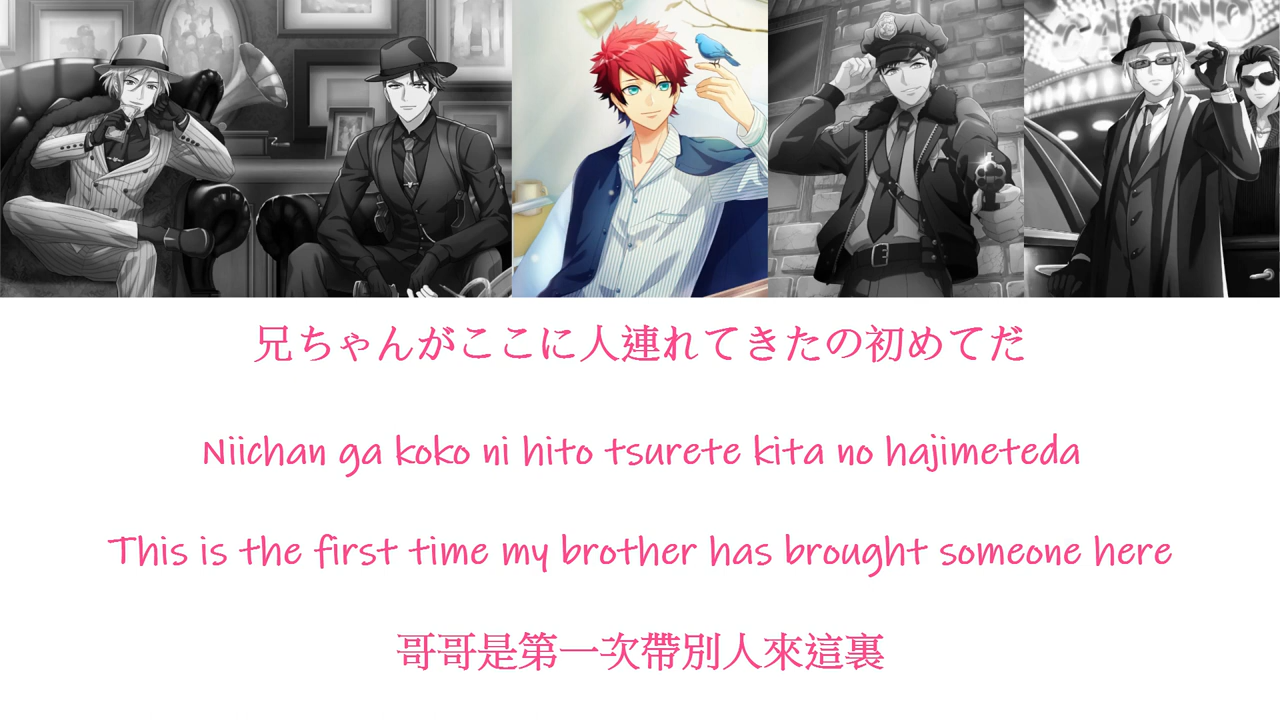 CASINO
兄ちゃんがここに人連れてきたの初めてだ
Niichan ga koko ni hito tsurete kita no hajimeteda
This is the first time my brother has brought someone here
哥哥是第一次帶別人來這裏